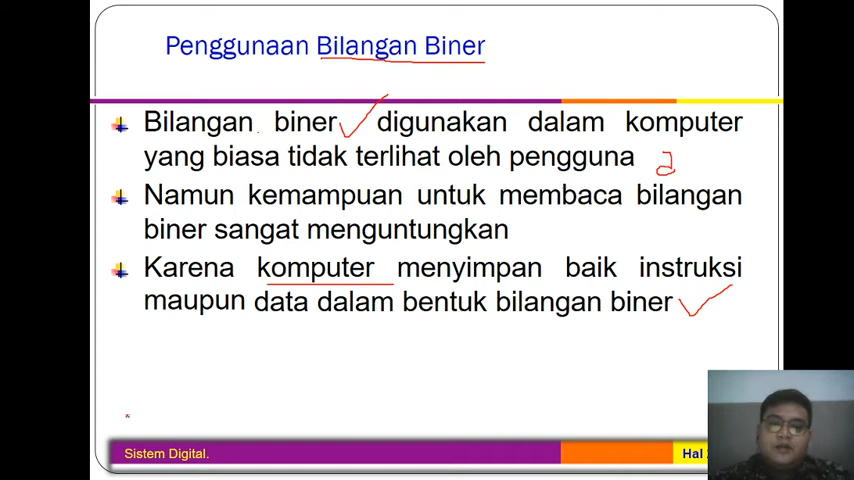 Penggunaan Bilangan Biner
Bilangan biner digunakan dalam komputer
yang biasa tidak terlihat oleh pengguna
Namun kemampuan untuk membaca bilangan
biner sangat menguntungkan
Karena komputer menyimpan baik instruksi
maupun data dalam bentuk bilangan biner
Sistem Digital.
Hal